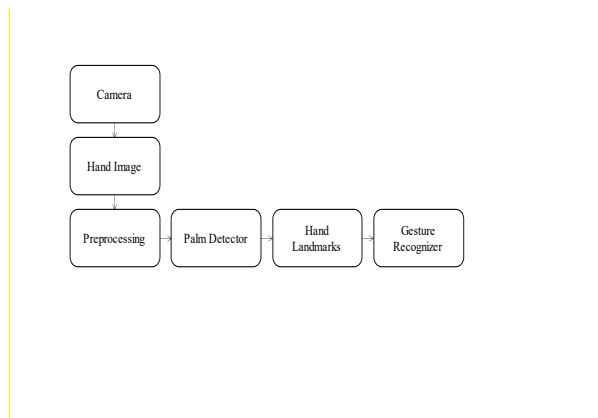 Camera
Hand Image
Preprocessing
Palm Detector
Hand
Landmarks
Gesture
Recognizer